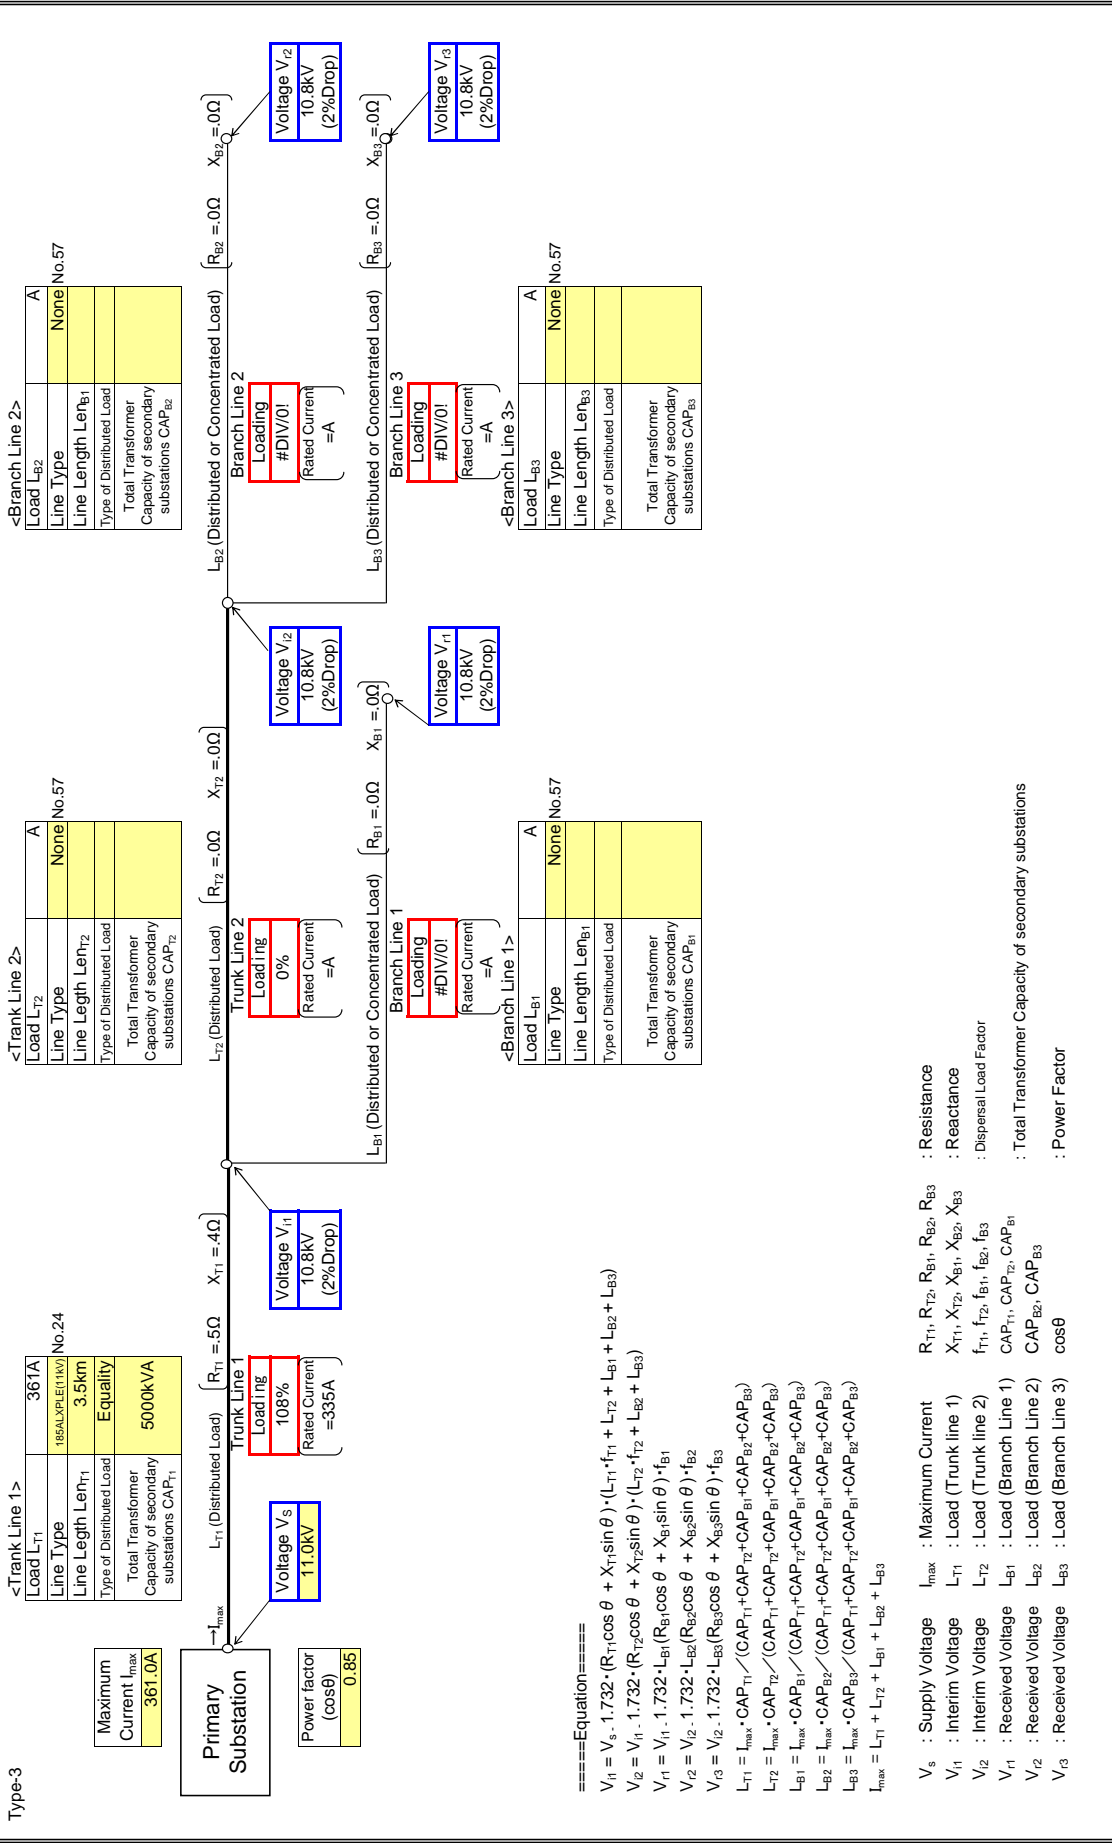 Type-3
Maximum
Current Imax
361.0A
Primary
Substation
Power factor
(cosθ)
0.85
→Imax
Voltage VS
11.0kV
<Trank Line 1>
Load LT1 361A
Line Type 185ALXPLE(11kV) No.24
Line Legth LenT1 3.5km
Type of Distributed Load Equality
Total Transformer
Capacity of secondary
substations CAPT1
5000kVA
LT1 (Distributed Load) RT1 =.5Ω XT1 =.4Ω
Trunk Line 1
Loading
108%
Rated Current
=335A
Voltage Vi1
10.8kV
(2%Drop)
<Trank Line 2>
Load LT2 A
Line Type None No.57
Line Length LenT2
Type of Distributed Load
Total Transformer
Capacity of secondary
substations CAPT2
LT2 (Distributed Load) RT2 =.0Ω XT2 =.0Ω
Trunk Line 2
Loading
0%
Rated Current
=A
Voltage Vi2
10.8kV
(2%Drop)
LB1 (Distributed or Concentrated Load) RB1 =.0Ω XB1 =.0Ω
Branch Line 1
Loading
#DIV/0!
Rated Current
=A
Voltage Vr1
10.8kV
(2%Drop)
<Branch Line 1>
Load LB1 A
Line Type None No.57
Line Length LenB1
Type of Distributed Load
Total Transformer
Capacity of secondary
substations CAPB1
<Branch Line 2>
Load LB2 A
Line Type None No.57
Line Length LenB1
Type of Distributed Load
Total Transformer
Capacity of secondary
substations CAPB2
LB2 (Distributed or Concentrated Load) RB2 =.0Ω XB2 =.0Ω
Branch Line 2
Loading
#DIV/0!
Rated Current
=A
Voltage Vr2
10.8kV
(2%Drop)
LB3 (Distributed or Concentrated Load) RB3 =.0Ω XB3 =.0Ω
Branch Line 3
Loading
#DIV/0!
Rated Current
=A
Voltage Vr3
10.8kV
(2%Drop)
<Branch Line 3>
Load LB3 A
Line Type None No.57
Line Length LenB3
Type of Distributed Load
Total Transformer
Capacity of secondary
substations CAPB3
=====Equation=====
Vi1 = Vs - 1.732・(RT1cosθ + XT1sinθ)・(LT1・fT1 + LT2 + LB1 + LB2 + LB3)
Vi2 = Vi1 - 1.732・(RT2cosθ + XT2sinθ)・(LT2・fT2 + LB2 + LB3)
Vr1 = Vi1 - 1.732・LB1(RB1cosθ + XB1sinθ)・fB1
Vr2 = Vi2 - 1.732・LB2(RB2cosθ + XB2sinθ)・fB2
Vr3 = Vi2 - 1.732・LB3(RB3cosθ + XB3sinθ)・fB3
LT1 = Imax・CAPT1／(CAPT1+CAPT2+CAPB1+CAPB2+CAPB3)
LT2 = Imax・CAPT2／(CAPT1+CAPT2+CAPB1+CAPB2+CAPB3)
LB1 = Imax・CAPB1／(CAPT1+CAPT2+CAPB1+CAPB2+CAPB3)
LB2 = Imax・CAPB2／(CAPT1+CAPT2+CAPB1+CAPB2+CAPB3)
LB3 = Imax・CAPB3／(CAPT1+CAPT2+CAPB1+CAPB2+CAPB3)
Imax = LT1 + LT2 + LB1 + LB2 + LB3
Vs : Supply Voltage Imax : Maximum Current RT1, RT2, RB1, RB2, RB3 : Resistance
Vi1 : Interim Voltage LT1 : Load (Trunk line 1) XT1, XT2, XB1, XB2, XB3 : Reactance
Vi2 : Interim Voltage LT2 : Load (Trunk line 2) fT1, fT2, fB1, fB2, fB3 : Dispersal Load Factor
Vr1 : Received Voltage LB1 : Load (Branch Line 1) CAPT1, CAPT2, CAPB1 : Total Transformer Capacity of secondary substations
Vr2 : Received Voltage LB2 : Load (Branch Line 2) CAPB2, CAPB3
Vr3 : Received Voltage LB3 : Load (Branch Line 3) cosθ : Power Factor